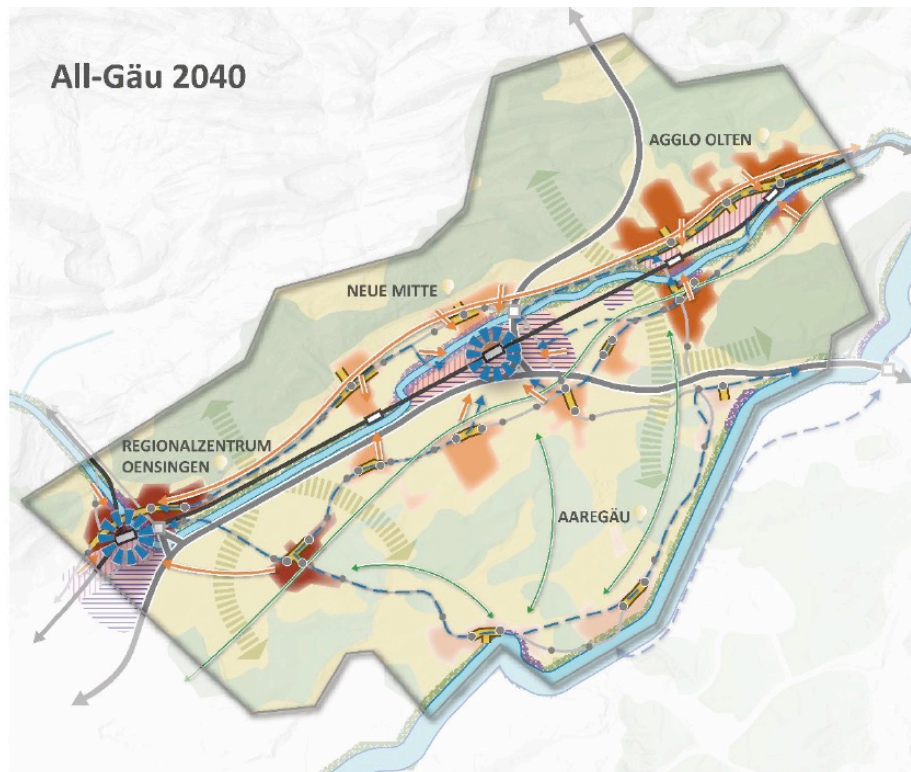 All-Gäu 2040
AGGLO OLTEN
NEUE MITTE
REGIONALZENTRUM
OENSINGEN
AAREGÄU